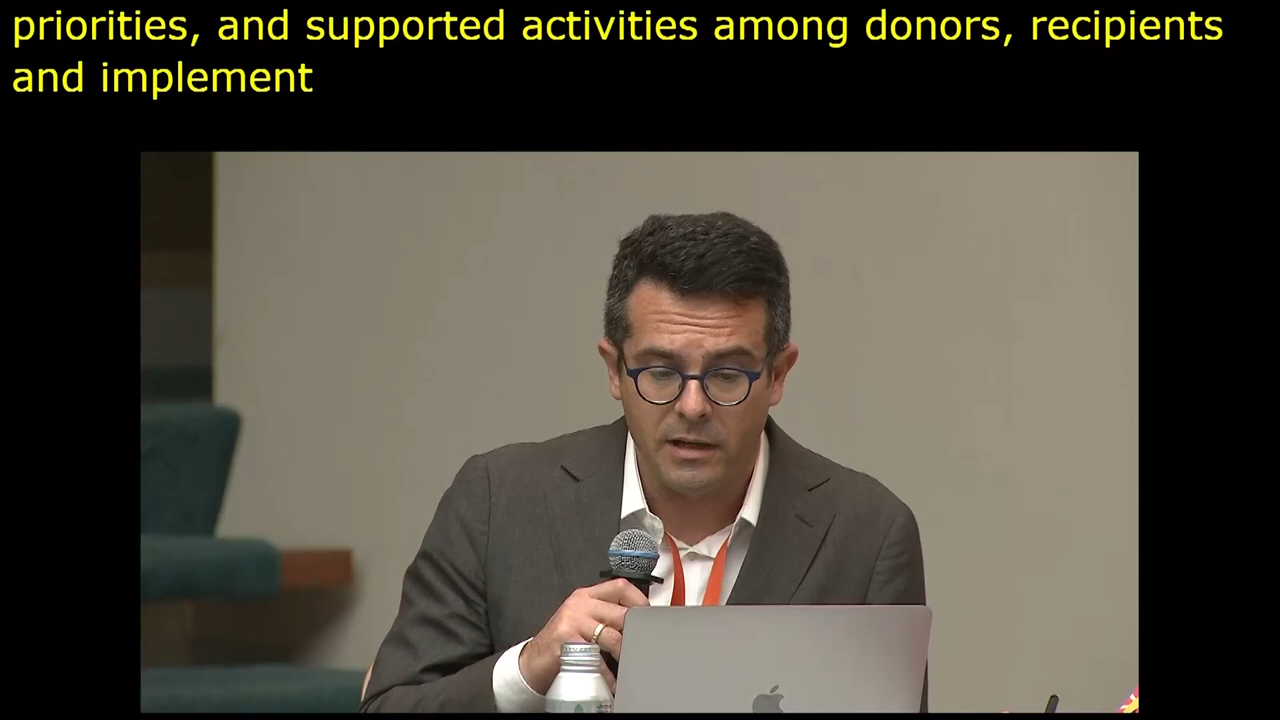 priorities, and supported activities among donors, recipients
and implement